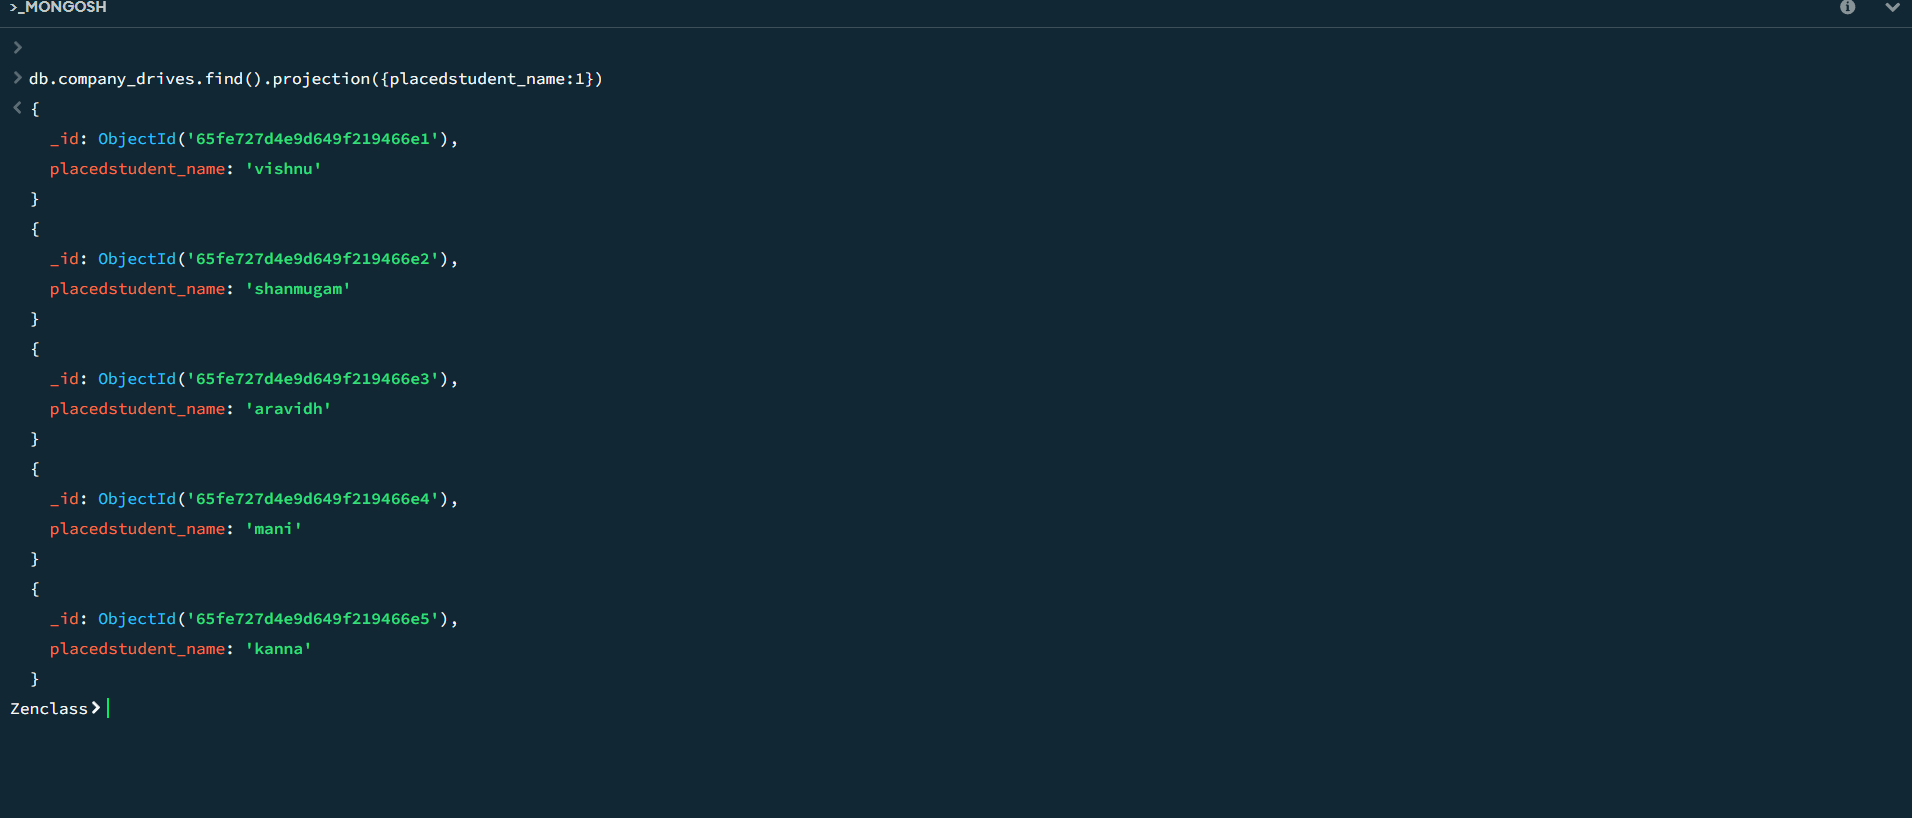 >_MONGOSH
>
> db.company_drives.find().projection({placedstudent_name:1})
< {
_id: ObjectId('65fe727d4e9d649f219466e1'),
placedstudent_name: 'vishnu'
}
{
_id: ObjectId('65fe727d4e9d649f219466e2'),
placedstudent_name: 'shanmugam'
}
{
_id: ObjectId('65fe727d4e9d649f219466e3'),
placedstudent_name: 'aravidh'
}
{
_id: ObjectId('65fe727d4e9d649f219466e4'),
placedstudent_name: 'mani'
}
{
_id: ObjectId('65fe727d4e9d649f219466e5'),
placedstudent_name: 'kanna'
}
Zenclass>